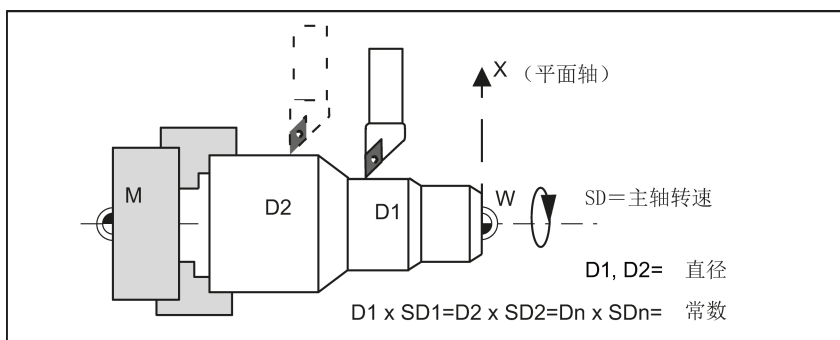 X （平面轴）
M
D2
D1
W
SD＝主轴转速
D1, D2= 直径
D1 x SD1=D2 x SD2=Dn x SDn= 常数